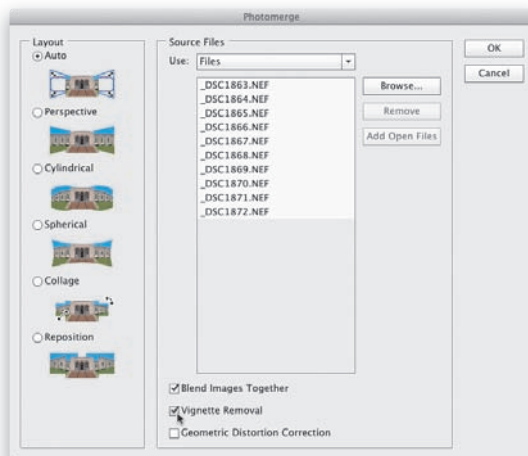 Photomerge
Layout
Auto
Perspective
Cylindrical
Spherical
Collage
Reposition
Source Files
Use: Files
_DSC1863.NEF
_DSC1864.NEF
_DSC1865.NEF
_DSC1866.NEF
_DSC1867.NEF
_DSC1868.NEF
_DSC1869.NEF
_DSC1870.NEF
_DSC1871.NEF
_DSC1872.NEF
Browse...
Remove
Add Open Files
Blend Images Together
Vignette Removal
Geometric Distortion Correction
OK
Cancel